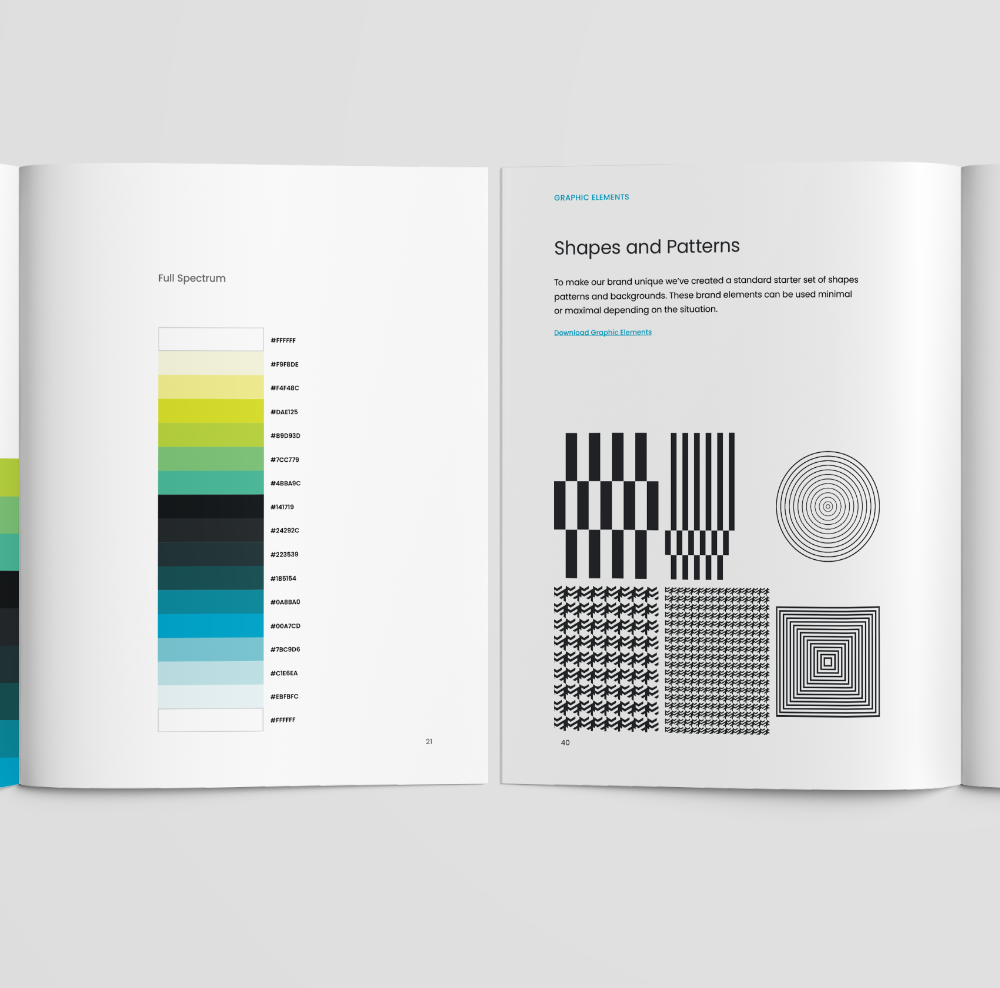 Full Spectrum
#FFFFFF
#F9F8DE
#F4F48C
#DAE125
#B9D93D
#7CC779
#4BBA9C
#141719
#24292C
#223539
#185154
#0A8BA0
#00A7CD
#7BC9D6
#C1E6EA
#EBFBFC
#FFFFFF
21
GRAPHIC ELEMENTS
Shapes and Patterns
To make our brand unique we've created a standard starter set of shapes
patterns and backgrounds. These brand elements can be used minimal
or maximal depending on the situation.
Download Graphic Elements
40